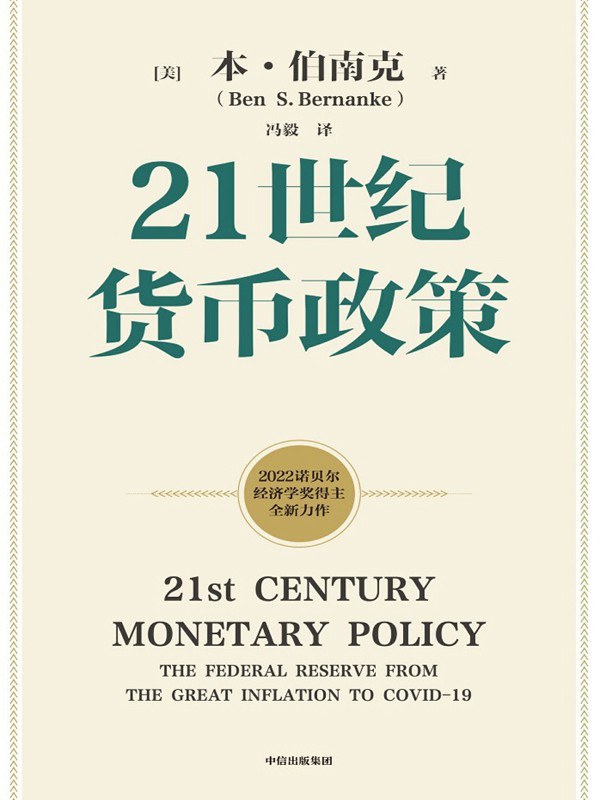 [美] 本·伯南克 著
(Ben S. Bernanke)
冯毅 译
21世纪
货币政策
2022诺贝尔
经济学奖得主
全新力作
21st CENTURY
MONETARY POLICY
THE FEDERAL RESERVE FROM
THE GREAT INFLATION TO COVID-19
中信出版集团